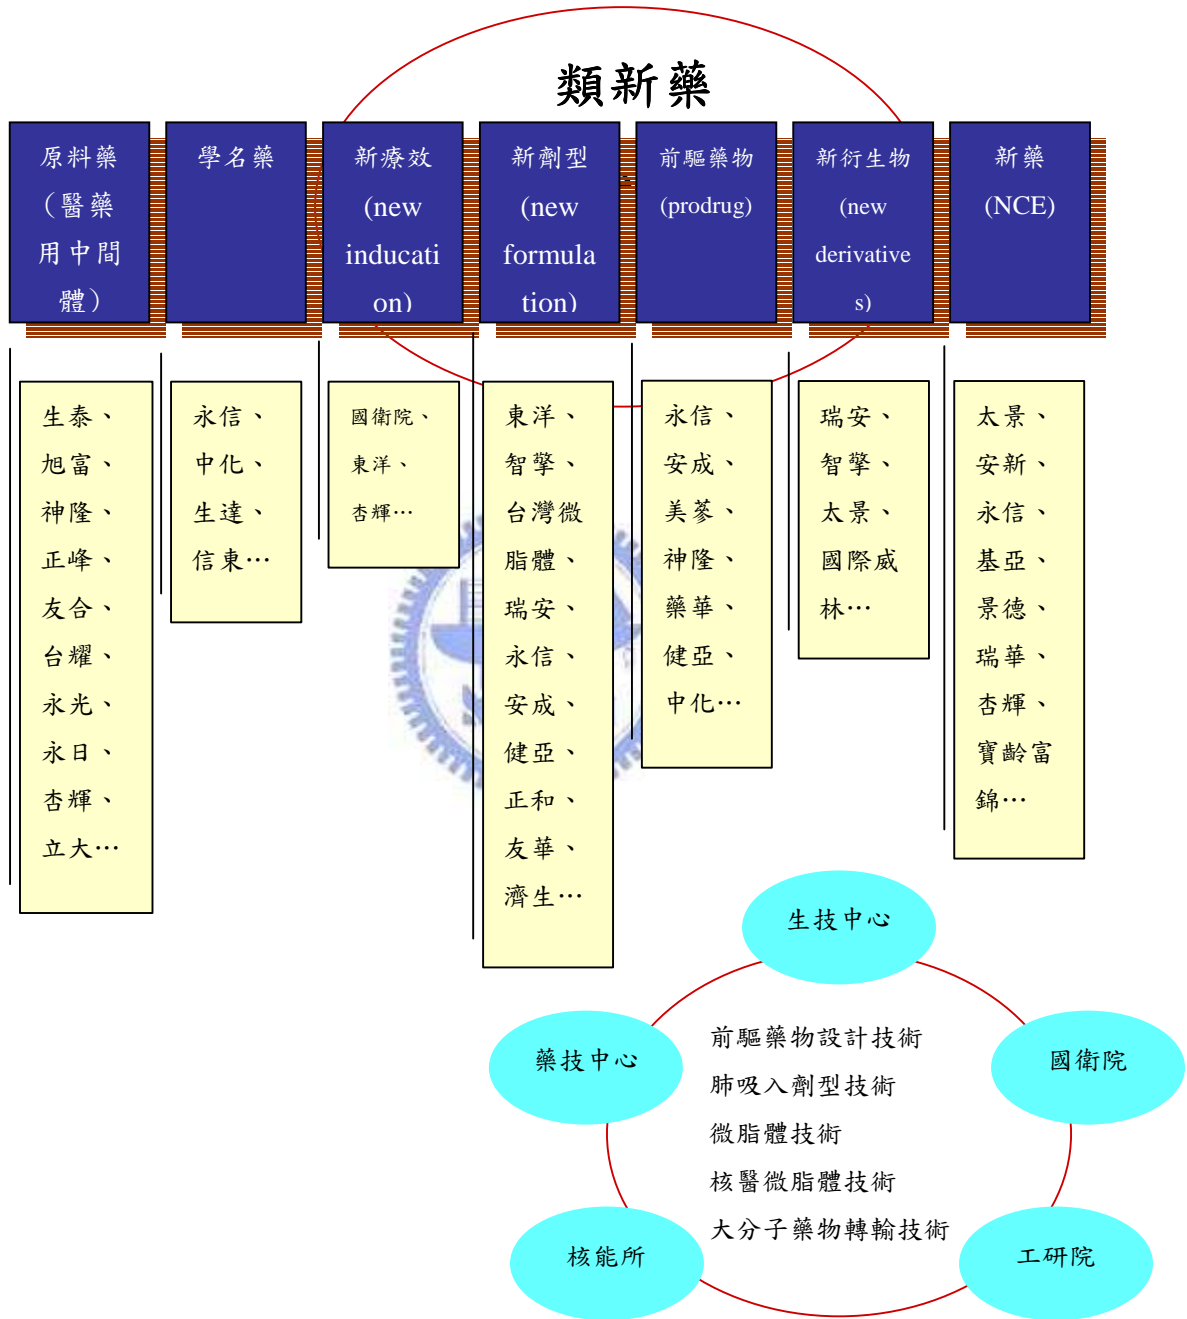 類新藥
原料藥
（醫藥
用中間
體）
學名藥
新療效
(new
inducati
on)
新劑型
(new
formula
tion)
前驅藥物
(prodrug)
新衍生物
(new
derivative
s)
新藥
(NCE)
生泰、
旭富、
神隆、
正峰、
友合、
台耀、
永光、
永日、
杏輝、
立大…
永信、
中化、
生達、
信東…
國衛院、
東洋、
杏輝…
東洋、
智擎、
台灣微
脂體、
瑞安、
永信、
安成、
健亞、
正和、
友華、
濟生…
永信、
安成、
美蔘、
神隆、
藥華、
健亞、
中化…
瑞安、
智擎、
太景、
國際威
林…
太景、
安新、
永信、
基亞、
景德、
瑞華、
杏輝、
寶齡富
錦…
生技中心
藥技中心
國衛院
前驅藥物設計技術
肺吸入劑型技術
微脂體技術
核醫微脂體技術
大分子藥物轉輸技術
核能所
工研院